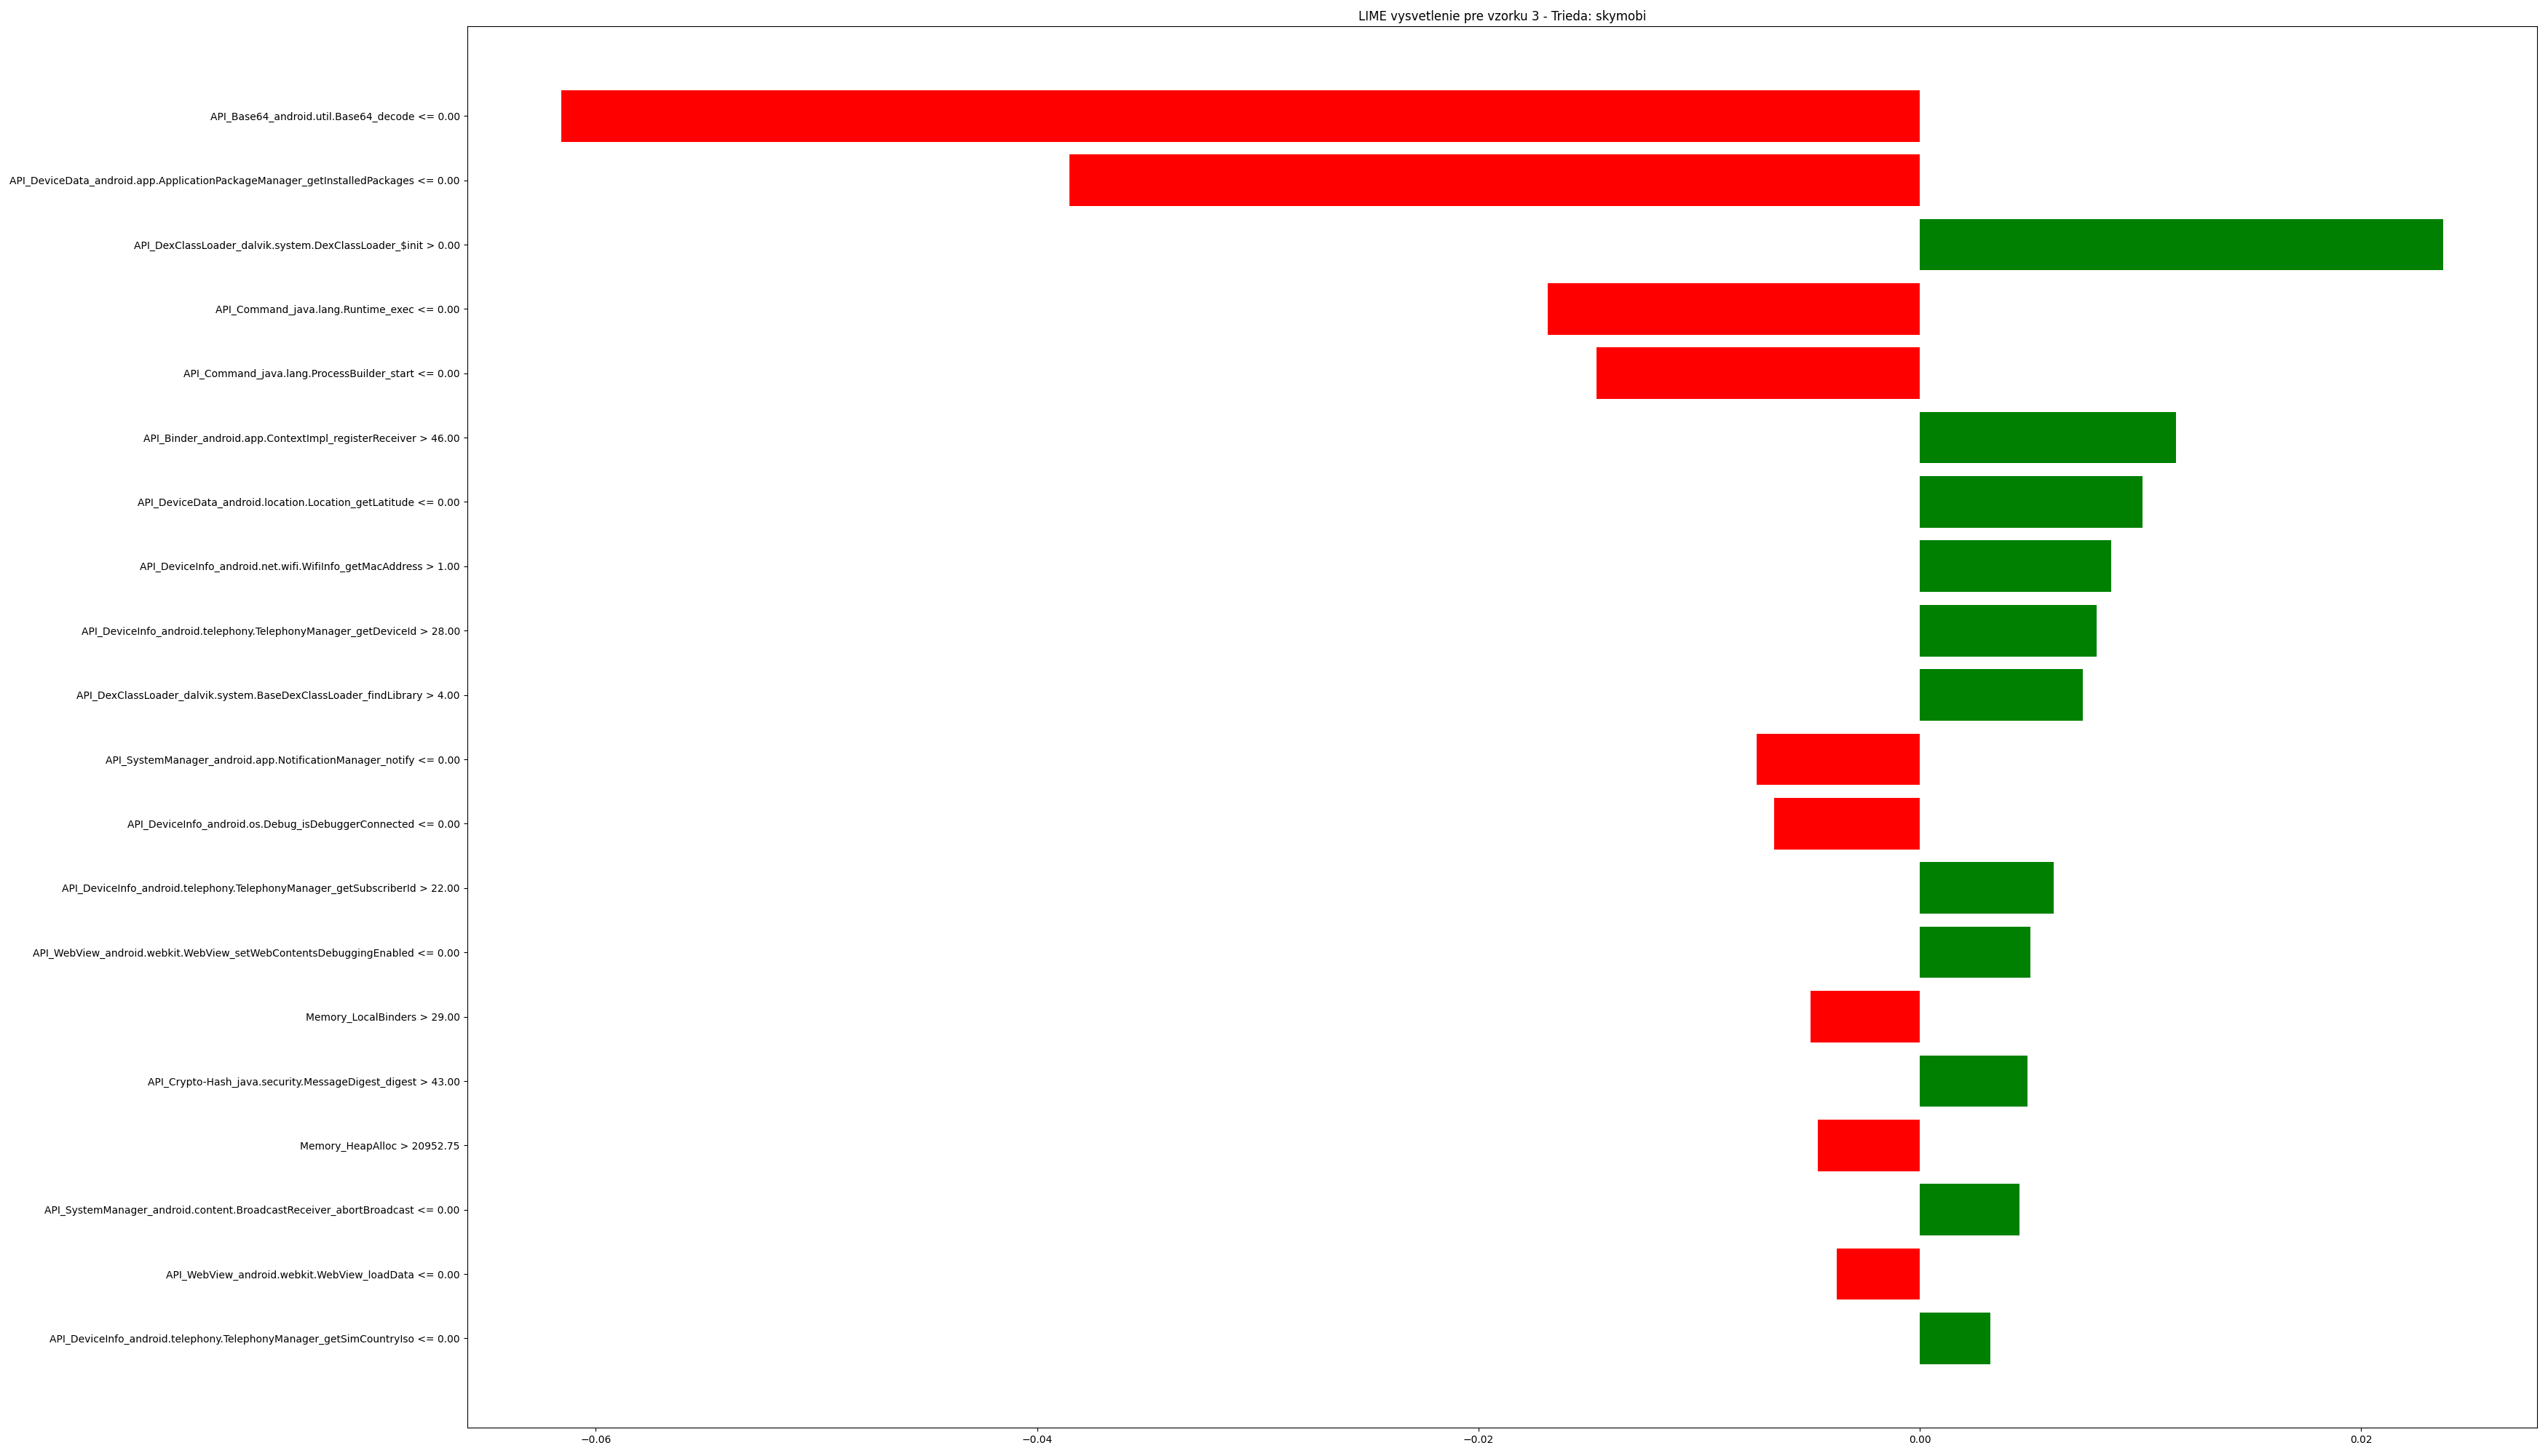 LIME vysvetlenie pre vzorku 3 - Trieda: skymobi
API_Base64_android.util.Base64_decode <= 0.00
API_DeviceData_android.app.ApplicationPackageManager_getInstalledPackages <= 0.00
API_DexClassLoader_dalvik.system.DexClassLoader_$init > 0.00
API_Command_java.lang.Runtime_exec <= 0.00
API_Command_java.lang.ProcessBuilder_start <= 0.00
API_Binder_android.app.ContextImpl_registerReceiver > 46.00
API_DeviceData_android.location.Location_getLatitude <= 0.00
API_DeviceInfo_android.net.wifi.WifiInfo_getMacAddress > 1.00
API_DeviceInfo_android.telephony.TelephonyManager_getDeviceId > 28.00
API_DexClassLoader_dalvik.system.BaseDexClassLoader_findLibrary > 4.00
API_SystemManager_android.app.NotificationManager_notify <= 0.00
API_DeviceInfo_android.os.Debug_isDebuggerConnected <= 0.00
API_DeviceInfo_android.telephony.TelephonyManager_getSubscriberId > 22.00
API_WebView_android.webkit.WebView_setWebContentsDebuggingEnabled <= 0.00
Memory_LocalBinders > 29.00
API_Crypto-Hash_java.security.MessageDigest_digest > 43.00
Memory_HeapAlloc > 20952.75
API_SystemManager_android.content.BroadcastReceiver_abortBroadcast <= 0.00
API_WebView_android.webkit.WebView_loadData <= 0.00
API_DeviceInfo_android.telephony.TelephonyManager_getSimCountryIso <= 0.00
−0.06 −0.04 −0.02 0.00 0.02